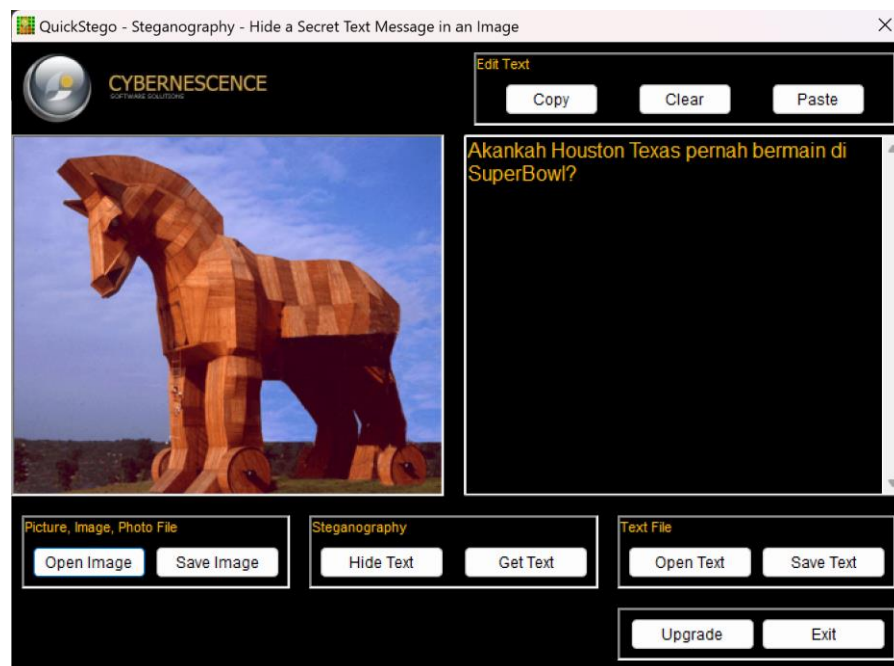 QuickStego - Steganography - Hide a Secret Text Message in an Image
CYBERNESCENCE
SOFTWARE SOLUTIONS
Edit Text
Copy
Clear
Paste
Akankah Houston Texas pernah bermain di
SuperBowl?
Picture, Image, Photo File
Open Image
Save Image
Steganography
Hide Text
Get Text
Text File
Open Text
Save Text
Upgrade
Exit